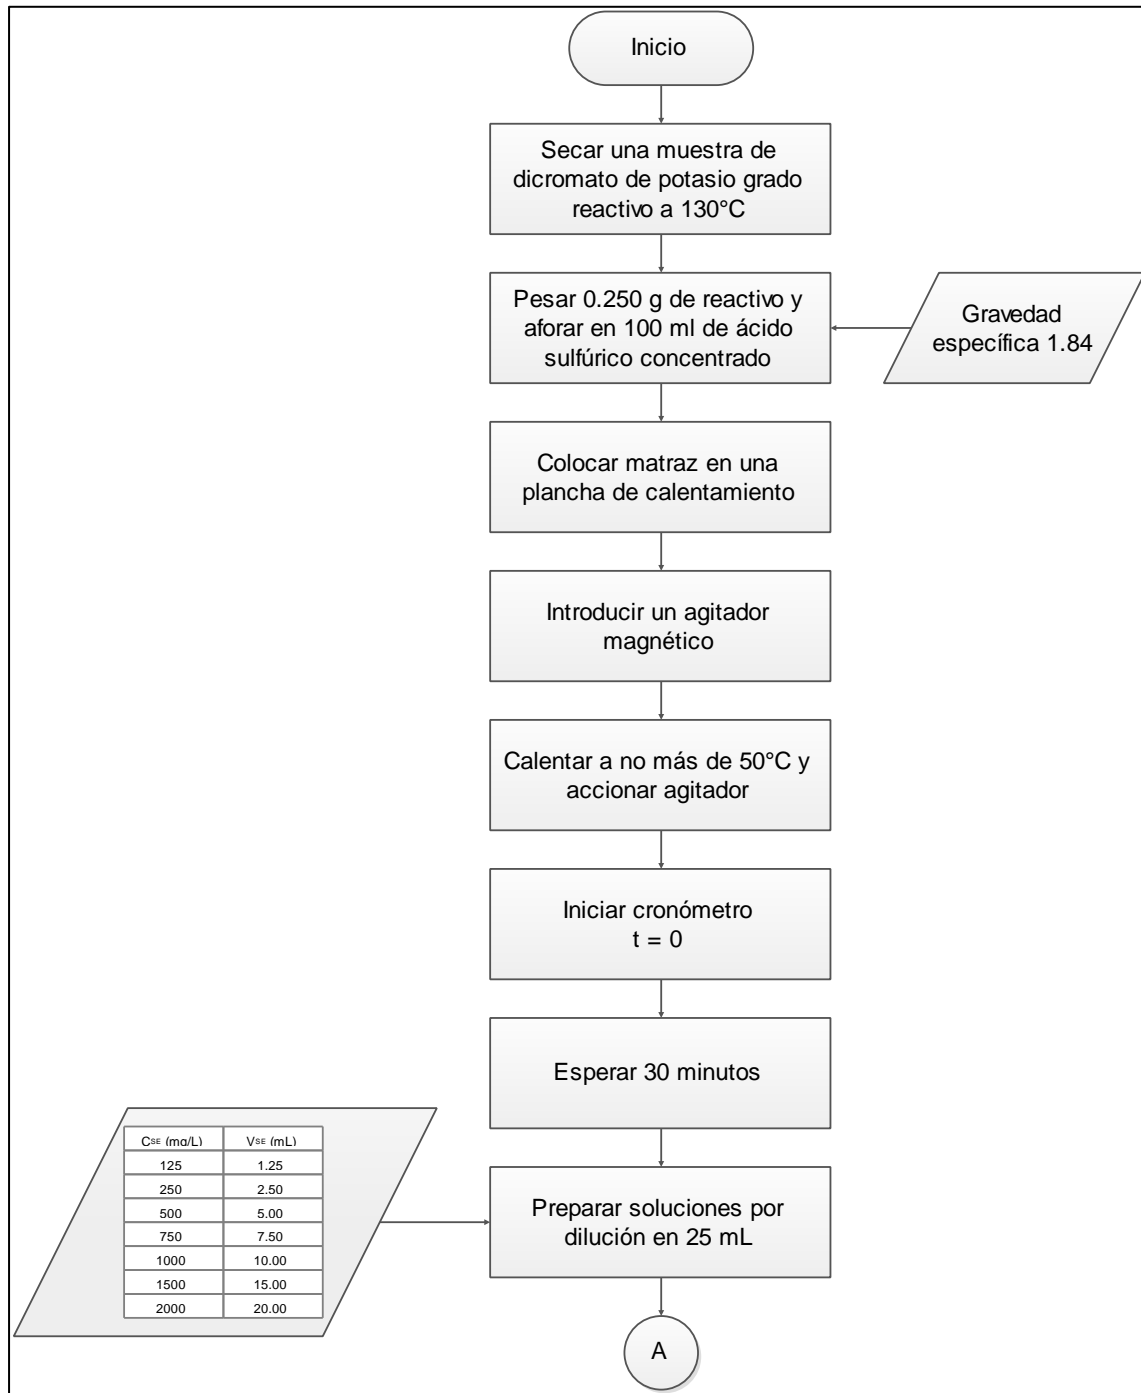 Inicio
Secar una muestra de
dicromato de potasio grado
reactivo a 130°C
Pesar 0.250 g de reactivo y
aforar en 100 ml de ácido
sulfúrico concentrado
Gravedad
específica 1.84
Colocar matraz en una
plancha de calentamiento
Introducir un agitador
magnético
Calentar a no más de 50°C y
accionar agitador
Iniciar cronómetro
t = 0
Esperar 30 minutos
CSE (mg/L) VSE (mL)
125 1.25
250 2.50
500 5.00
750 7.50
1000 10.00
1500 15.00
2000 20.00
Preparar soluciones por
dilución en 25 mL
A